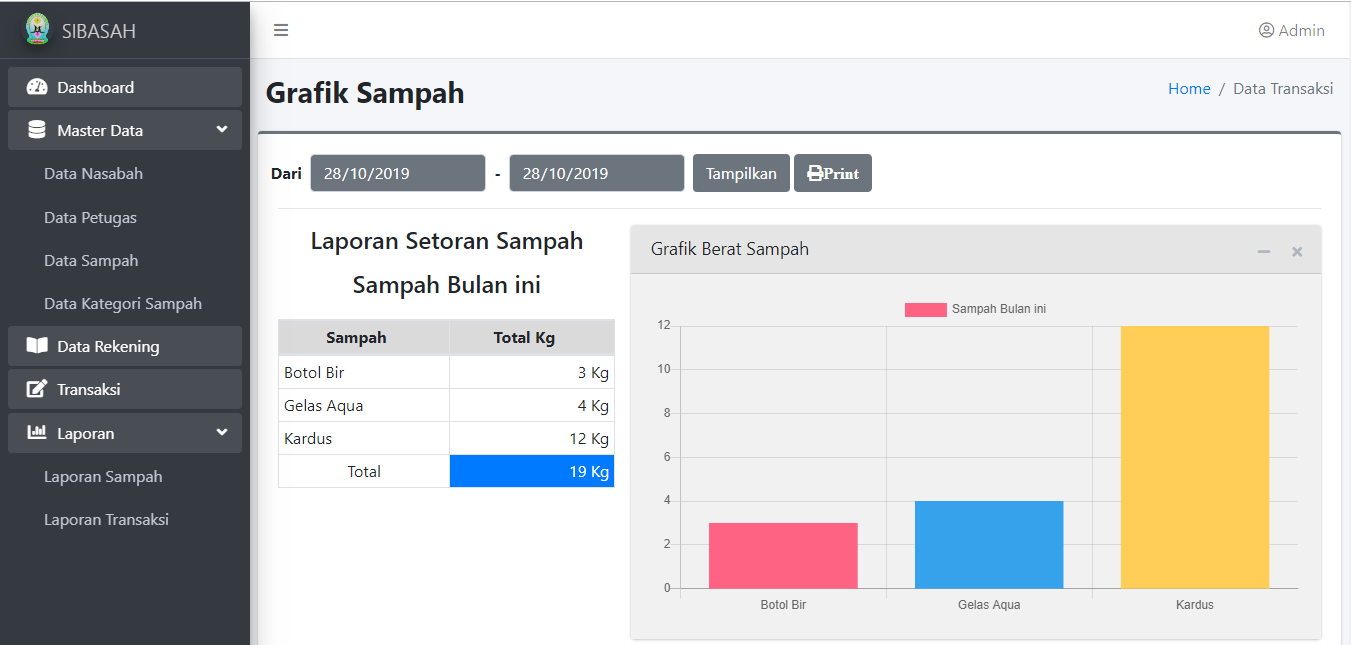 SIBASAH
Admin
Dashboard
Master Data
Data Nasabah
Data Petugas
Data Sampah
Data Kategori Sampah
Data Rekening
Transaksi
Laporan
Laporan Sampah
Laporan Transaksi
Grafik Sampah
Home / Data Transaksi
Dari 28/10/2019 - 28/10/2019 Tampilkan Print
Laporan Setoran Sampah
Sampah Bulan ini
Sampah Total Kg
Botol Bir 3 Kg
Gelas Aqua 4 Kg
Kardus 12 Kg
Total 19 Kg
Grafik Berat Sampah
Sampah Bulan ini
12
10
8
6
4
2
0
Botol Bir Gelas Aqua Kardus